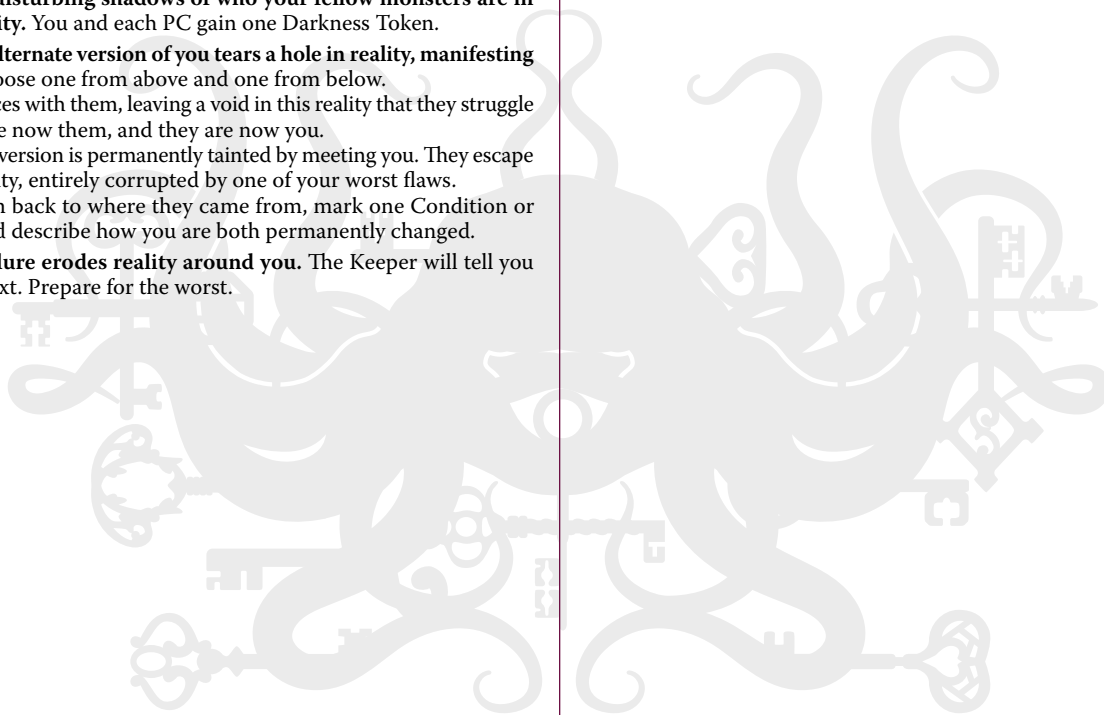 disturbing shadows of who your fellow monsters are in
ity. You and each PC gain one Darkness Token.
lternate version of you tears a hole in reality, manifesting
oose one from above and one from below.
ces with them, leaving a void in this reality that they struggle
e now them, and they are now you.
version is permanently tainted by meeting you. They escape
ity, entirely corrupted by one of your worst flaws.
n back to where they came from, mark one Condition or
d describe how you are both permanently changed.
lure erodes reality around you. The Keeper will tell you
xt. Prepare for the worst.